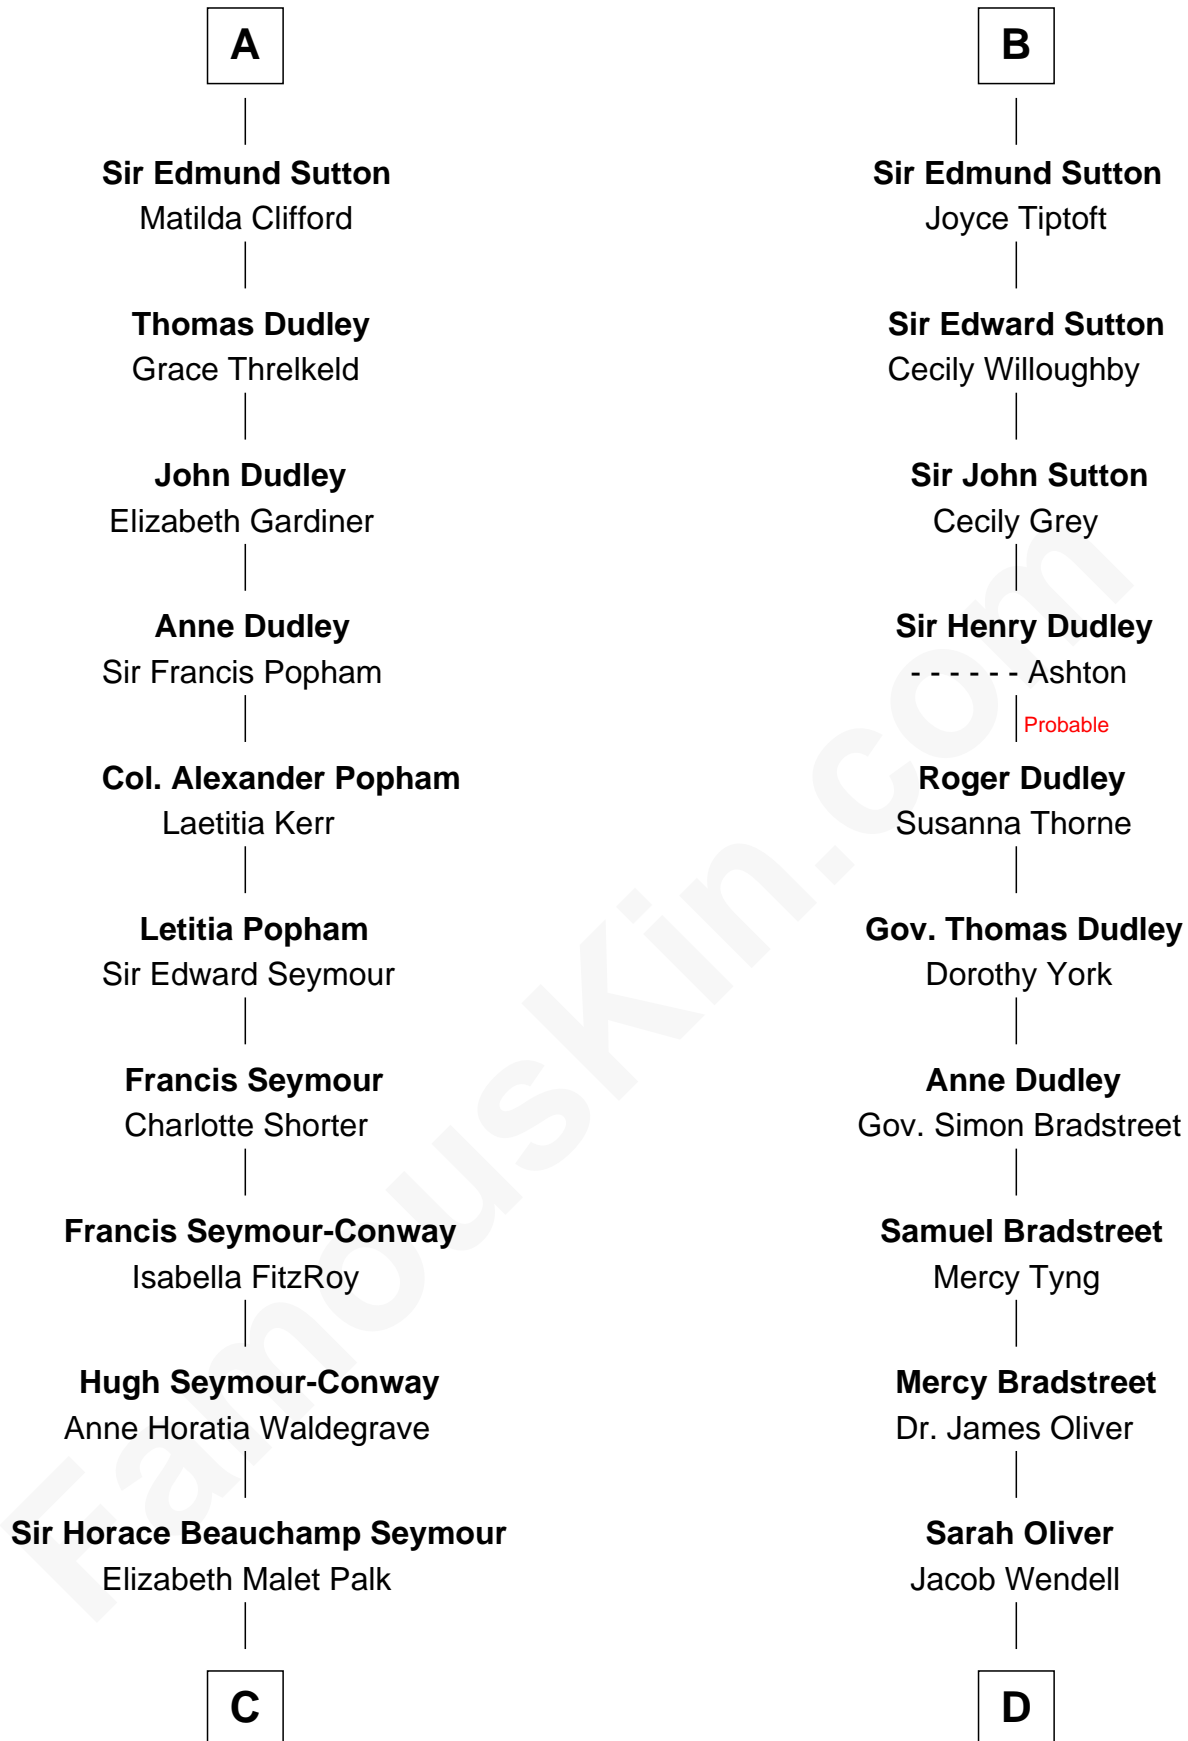 A
Sir Edmund Sutton
Matilda Clifford
Thomas Dudley
Grace Threlkeld
John Dudley
Elizabeth Gardiner
Anne Dudley
Sir Francis Popham
Col. Alexander Popham
Laetitia Kerr
Letitia Popham
Sir Edward Seymour
Francis Seymour
Charlotte Shorter
Francis Seymour-Conway
Isabella FitzRoy
Hugh Seymour-Conway
Anne Horatia Waldegrave
Sir Horace Beauchamp Seymour
Elizabeth Malet Palk
C
B
Sir Edmund Sutton
Joyce Tiptoft
Sir Edward Sutton
Cecily Willoughby
Sir John Sutton
Cecily Grey
Sir Henry Dudley
- - - - - - Ashton
Probable
Roger Dudley
Susanna Thorne
Gov. Thomas Dudley
Dorothy York
Anne Dudley
Gov. Simon Bradstreet
Samuel Bradstreet
Mercy Tyng
Mercy Bradstreet
Dr. James Oliver
Sarah Oliver
Jacob Wendell
D
FamousKin.com